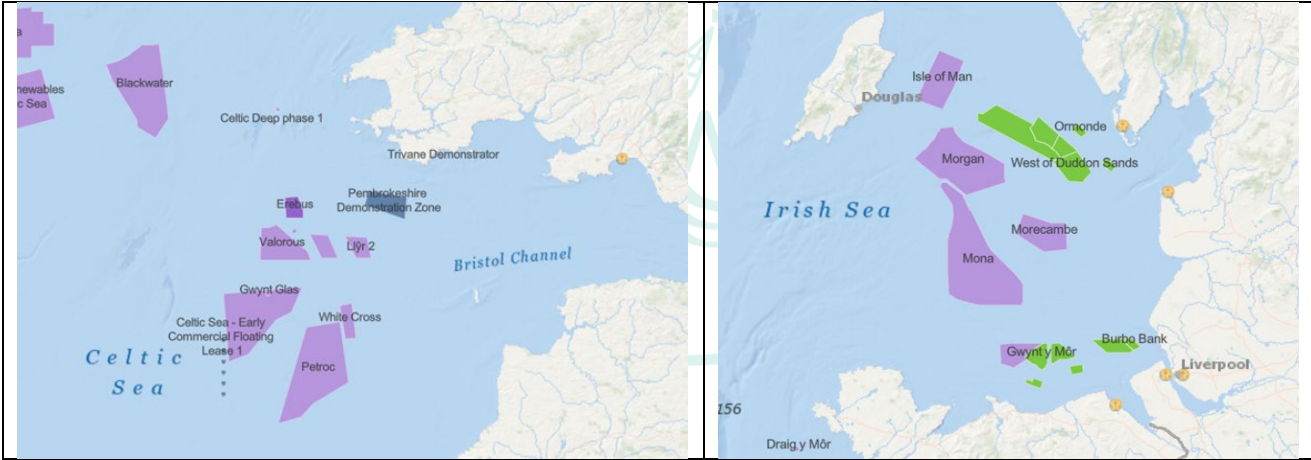 a
Blackwater
newables
c Sea
Celtic Deep phase 1
Trivane Demonstrator
Pembrokeshire
Demonstration Zone
Erebus
Valorous
Llŷr 2
Bristol Channel
Gwynt Glas
White Cross
Celtic Sea - Early
Commercial Floating
Lease 1
Celtic
Sea
Petroc
Isle of Man
Douglas
Ormonde
Morgan
West of Duddon Sands
Irish Sea
Morecambe
Mona
Burbo Bank
Gwynt y Môr
Liverpool
156
Draig y Môr